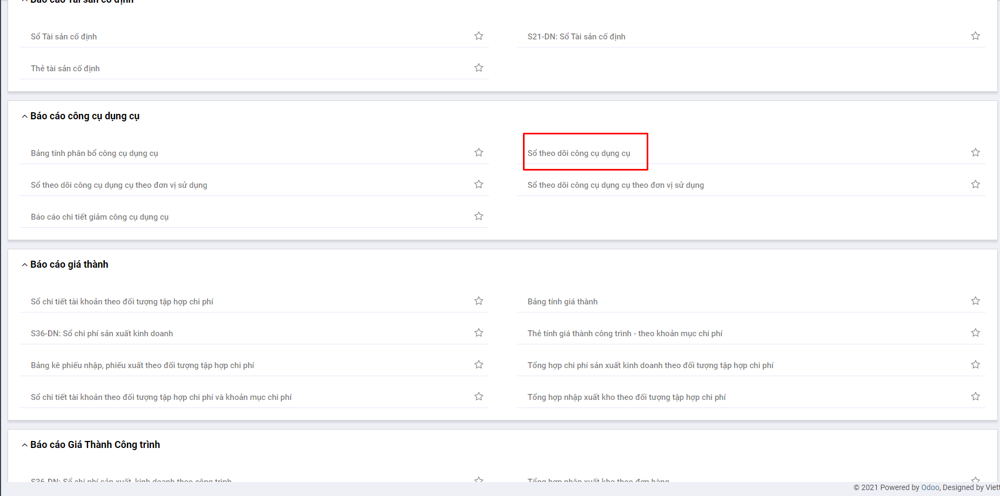 Báo cáo Tài sản cố định
Sổ Tài sản cố định
S21-DN: Sổ Tài sản cố định
Thẻ tài sản cố định
Báo cáo công cụ dụng cụ
Bảng tính phân bổ công cụ dụng cụ
Sổ theo dõi công cụ dụng cụ
Sổ theo dõi công cụ dụng cụ theo đơn vị sử dụng
Sổ theo dõi công cụ dụng cụ theo đơn vị sử dụng
Báo cáo chi tiết giảm công cụ dụng cụ
Báo cáo giá thành
Sổ chi tiết tài khoản theo đối tượng tập hợp chi phí
Bảng tính giá thành
S36-DN: Sổ chi phí sản xuất kinh doanh
Thẻ tính giá thành công trình - theo khoản mục chi phí
Bảng kê phiếu nhập, phiếu xuất theo đối tượng tập hợp chi phí
Tổng hợp chi phí sản xuất kinh doanh theo đối tượng tập hợp chi phí
Sổ chi tiết tài khoản theo đối tượng tập hợp chi phí và khoản mục chi phí
Tổng hợp nhập xuất kho theo đối tượng tập hợp chi phí
Báo cáo Giá Thành Công trình
S36-DN: Sổ chi phí sản xuất kinh doanh theo công trình
Tổng hợp nhập xuất kho theo đơn hàng
© 2021 Powered by Odoo, Designed by Viett